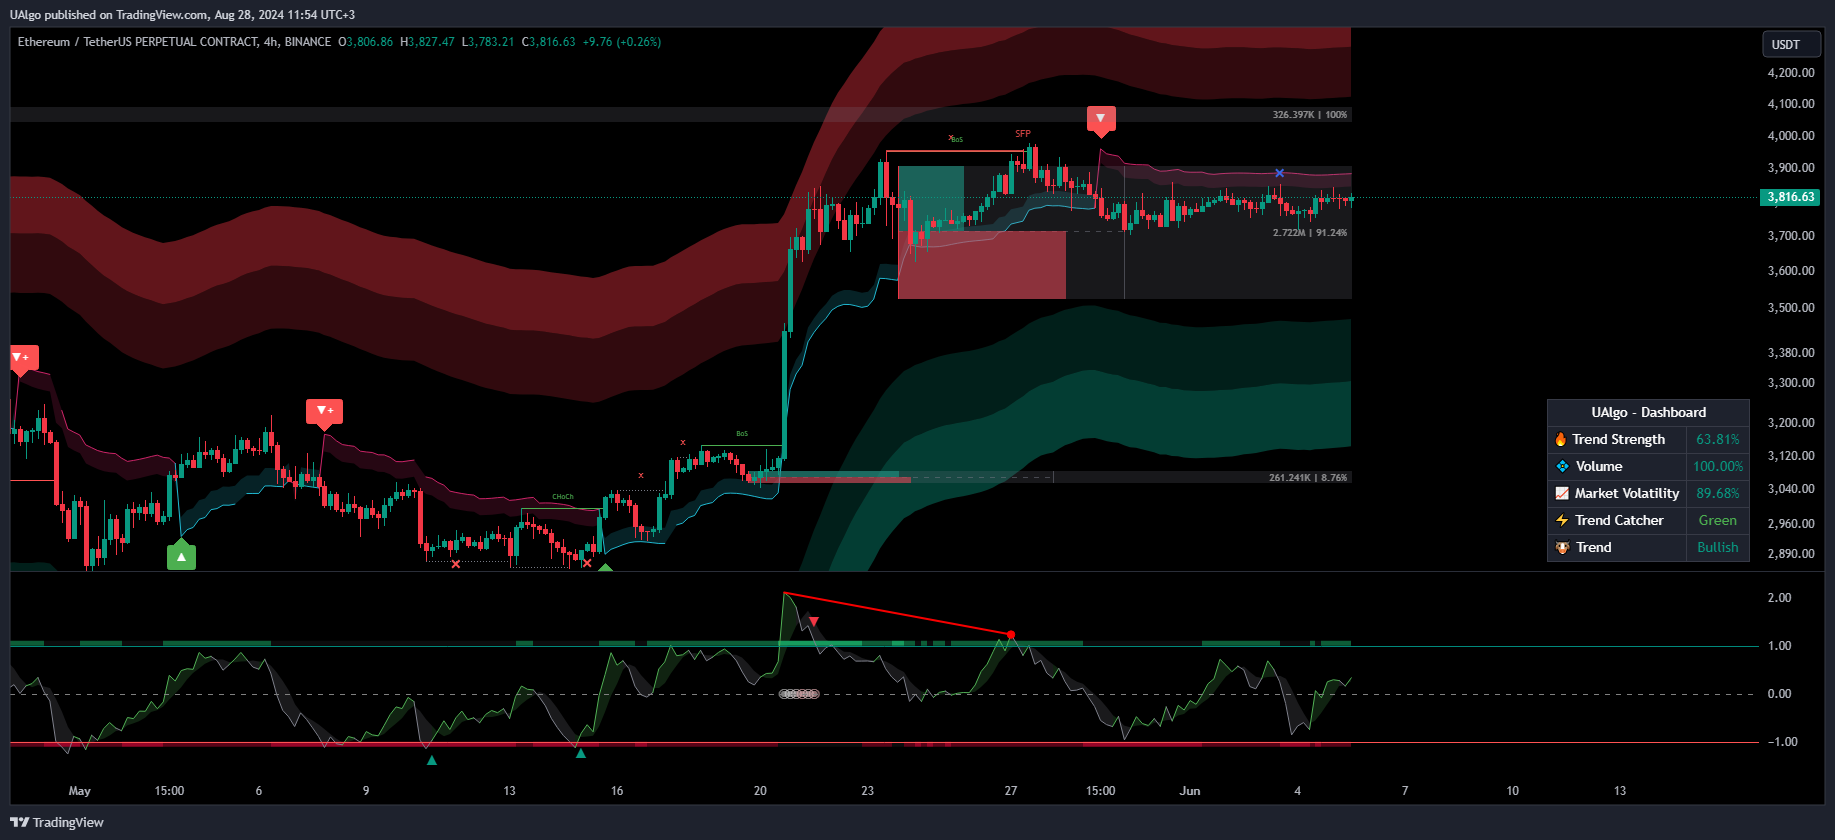 UAlgo published on TradingView.com, Aug 28, 2024 11:54 UTC+3
Ethereum / TetherUS PERPETUAL CONTRACT, 4h, BINANCE O3,806.86 H3,827.47 L3,783.21 C3,816.63 +9.76 (+0.26%)
USDT
4,200.00
4,100.00
326.397K | 100%
4,000.00
SFP
x
BoS
3,900.00
3,816.63
2.722M | 91.24%
3,700.00
3,600.00
3,500.00
3,380.00
3,300.00
3,200.00
3,120.00
3,040.00
2,960.00
2,890.00
BoS
x
x
261.241K | 8.76%
CHoCh
UAlgo - Dashboard
Trend Strength 63.81%
Volume 100.00%
Market Volatility 89.68%
Trend Catcher Green
Trend Bullish
2.00
1.00
0.00
−1.00
May 15:00 6 9 13 16 20 23 27 15:00 Jun 4 7 10 13
TradingView